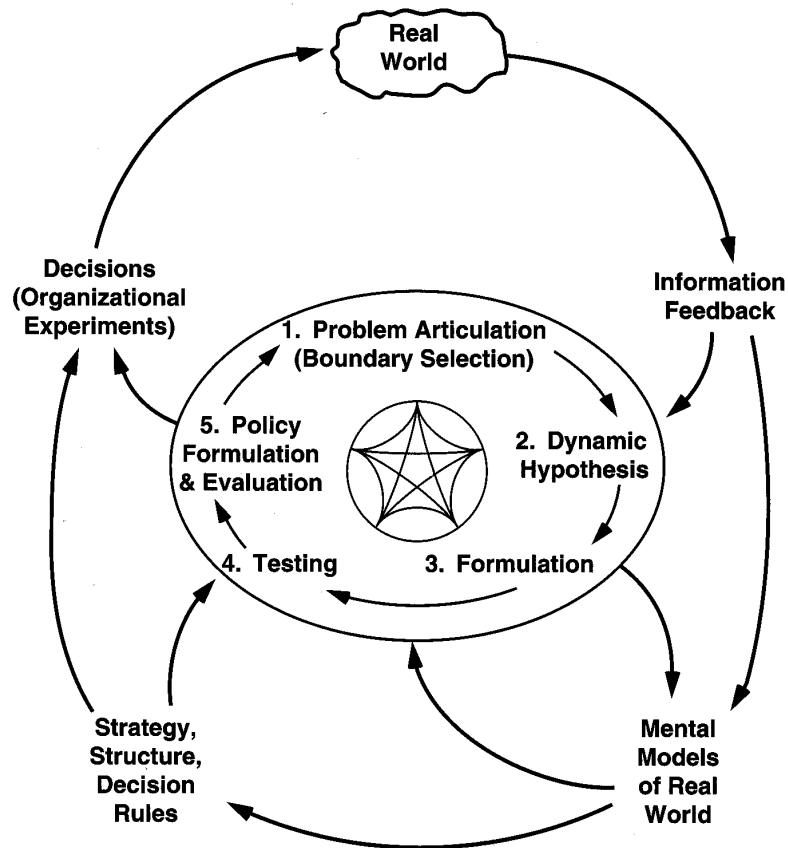 Real
World
Decisions
(Organizational
Experiments)
Information
Feedback
1. Problem Articulation
(Boundary Selection)
5. Policy
Formulation
& Evaluation
2. Dynamic
Hypothesis
4. Testing
3. Formulation
Strategy,
Structure,
Decision
Rules
Mental
Models
of Real
World